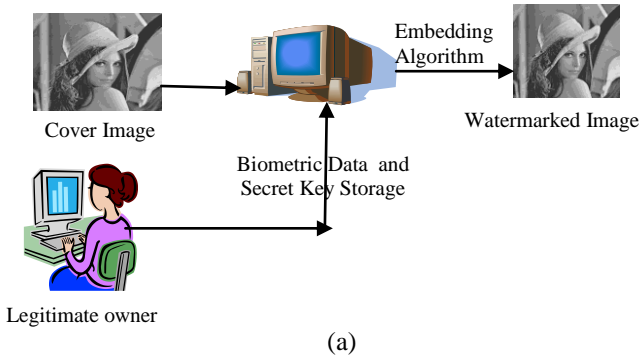 Embedding
Algorithm
Cover Image
Watermarked Image
Biometric Data and
Secret Key Storage
Legitimate owner
(a)